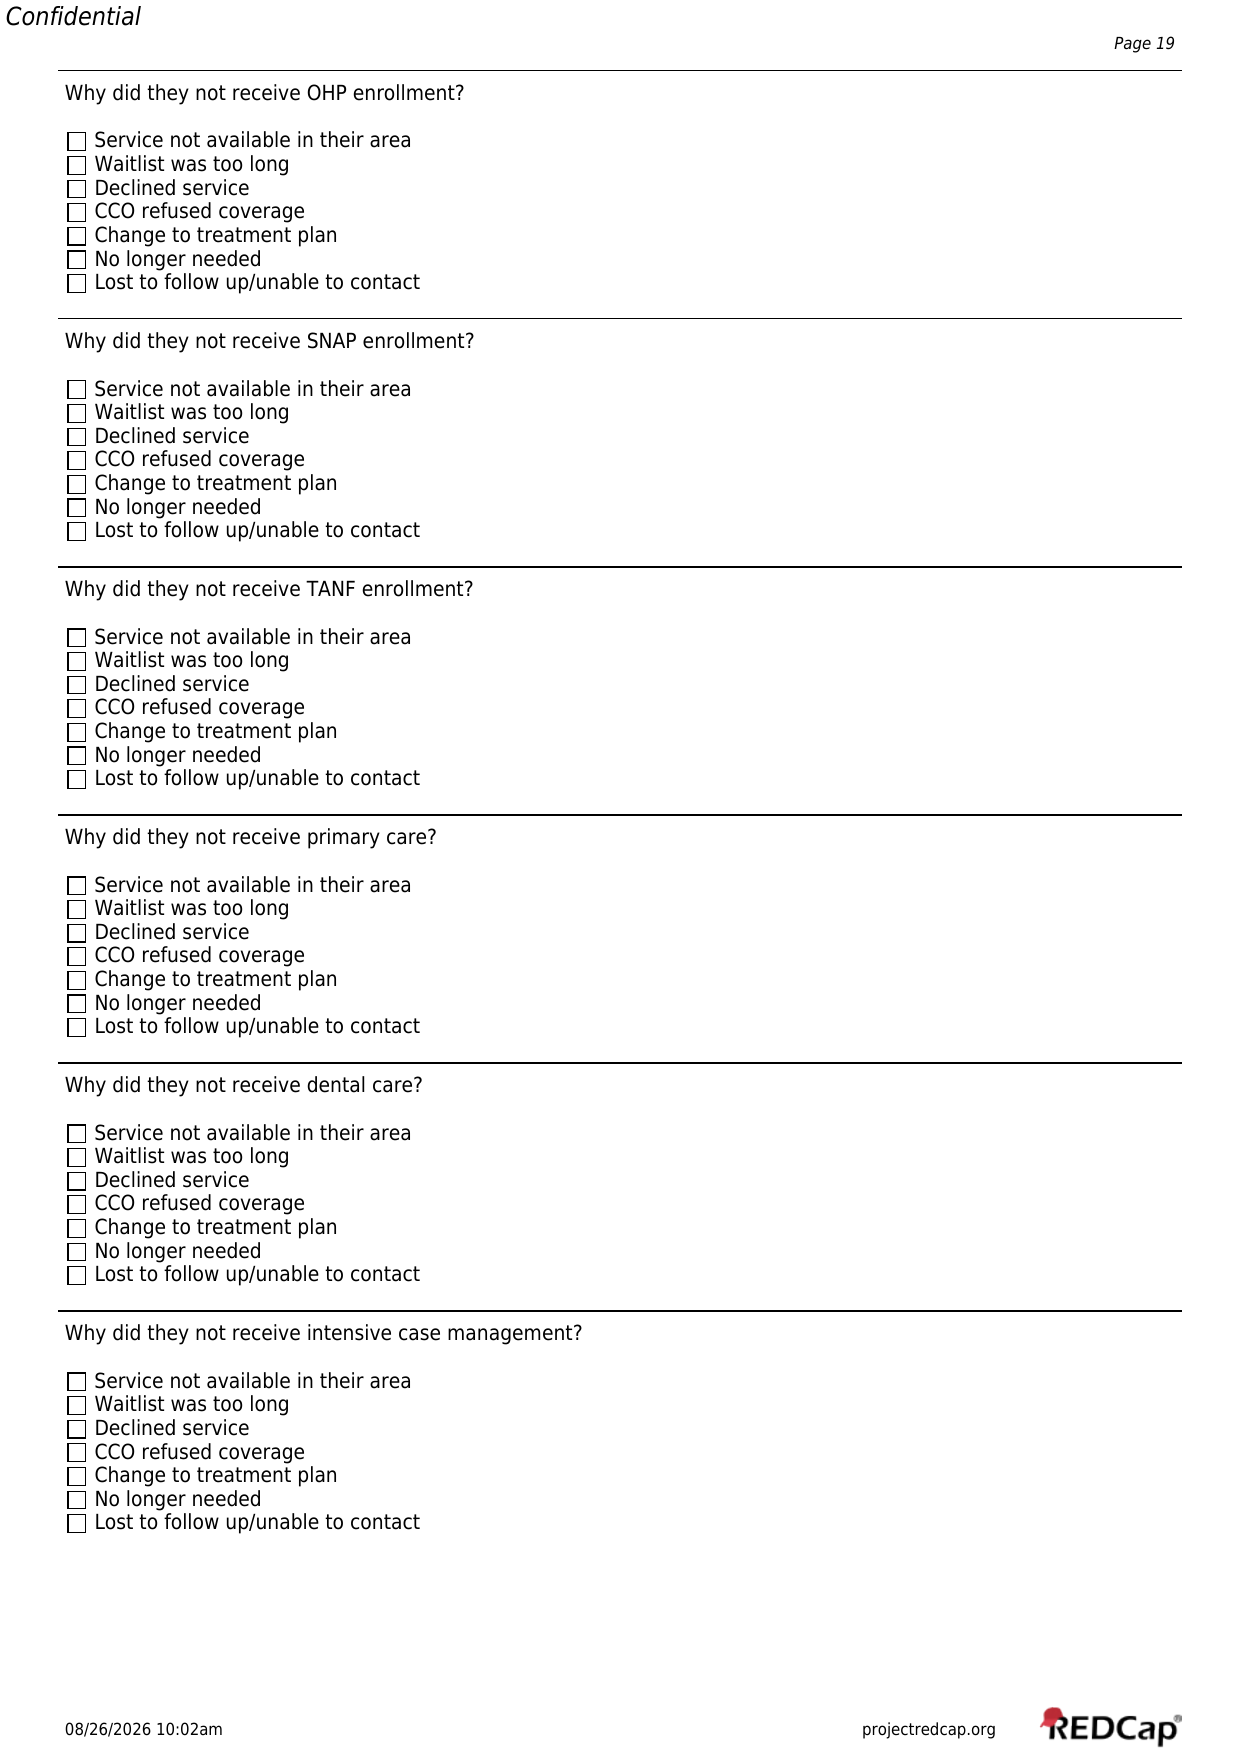 Confidential
Page 19
Why did they not receive OHP enrollment?
Service not available in their area
Waitlist was too long
Declined service
CCO refused coverage
Change to treatment plan
No longer needed
Lost to follow up/unable to contact
Why did they not receive SNAP enrollment?
Service not available in their area
Waitlist was too long
Declined service
CCO refused coverage
Change to treatment plan
No longer needed
Lost to follow up/unable to contact
Why did they not receive TANF enrollment?
Service not available in their area
Waitlist was too long
Declined service
CCO refused coverage
Change to treatment plan
No longer needed
Lost to follow up/unable to contact
Why did they not receive primary care?
Service not available in their area
Waitlist was too long
Declined service
CCO refused coverage
Change to treatment plan
No longer needed
Lost to follow up/unable to contact
Why did they not receive dental care?
Service not available in their area
Waitlist was too long
Declined service
CCO refused coverage
Change to treatment plan
No longer needed
Lost to follow up/unable to contact
Why did they not receive intensive case management?
Service not available in their area
Waitlist was too long
Declined service
CCO refused coverage
Change to treatment plan
No longer needed
Lost to follow up/unable to contact
08/26/2026 10:02am projectredcap.org REDCap®